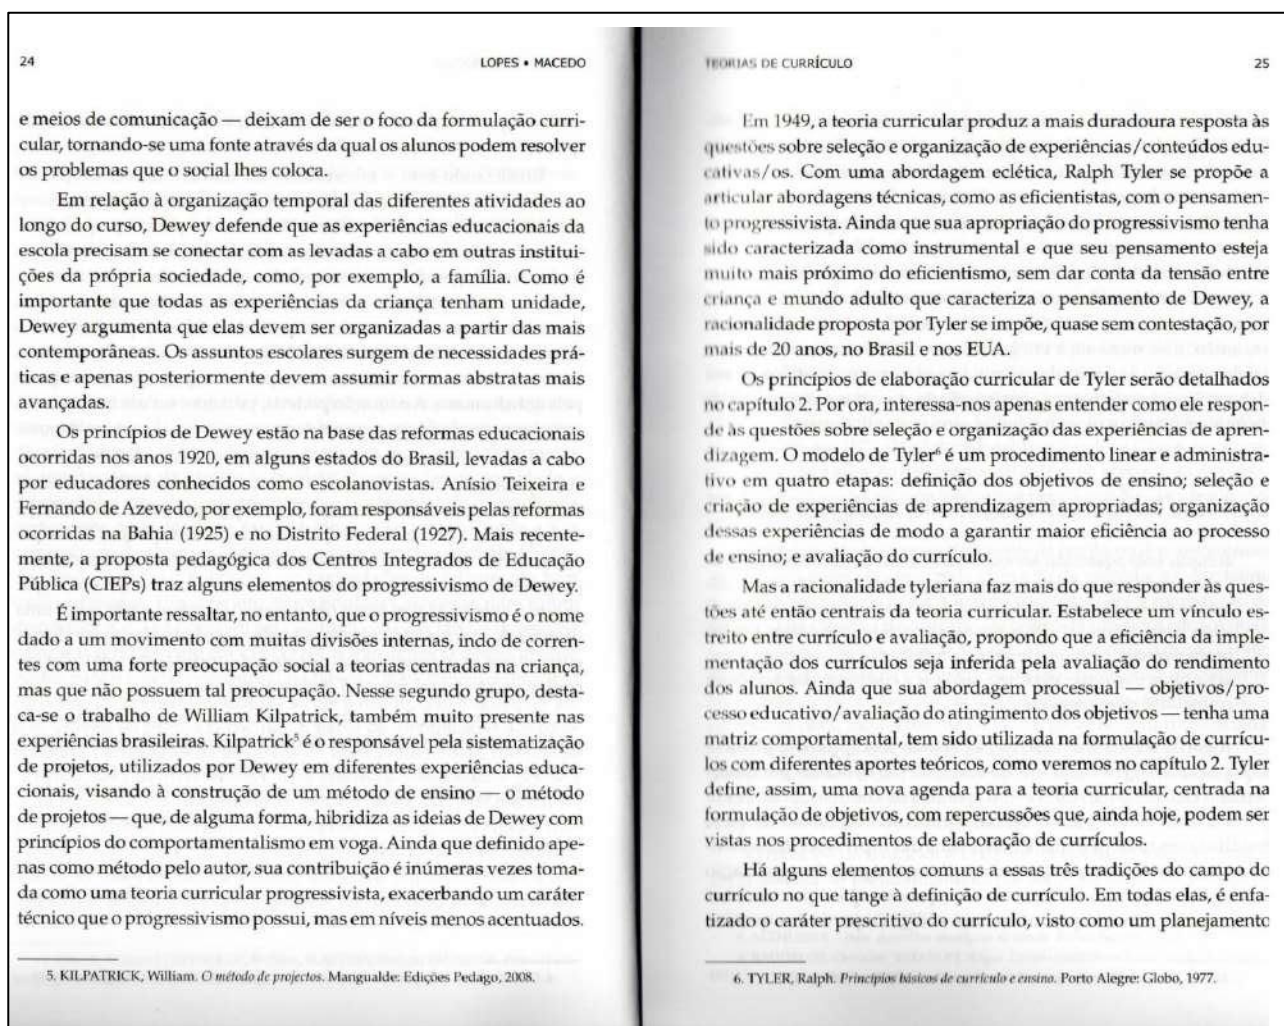 24
LOPES • MACEDO
e meios de comunicação — deixam de ser o foco da formulação curri-
cular, tornando-se uma fonte através da qual os alunos podem resolver
os problemas que o social lhes coloca.
Em relação à organização temporal das diferentes atividades ao
longo do curso, Dewey defende que as experiências educacionais da
escola precisam se conectar com as levadas a cabo em outras institui-
ções da própria sociedade, como, por exemplo, a família. Como é
importante que todas as experiências da criança tenham unidade,
Dewey argumenta que elas devem ser organizadas a partir das mais
contemporâneas. Os assuntos escolares surgem de necessidades prá-
ticas e apenas posteriormente devem assumir formas abstratas mais
avançadas.
Os princípios de Dewey estão na base das reformas educacionais
ocorridas nos anos 1920, em alguns estados do Brasil, levadas a cabo
por educadores conhecidos como escolanovistas. Anísio Teixeira e
Fernando de Azevedo, por exemplo, foram responsáveis pelas reformas
ocorridas na Bahia (1925) e no Distrito Federal (1927). Mais recente-
mente, a proposta pedagógica dos Centros Integrados de Educação
Pública (CIEPs) traz alguns elementos do progressivismo de Dewey.
É importante ressaltar, no entanto, que o progressivismo é o nome
dado a um movimento com muitas divisões internas, indo de corren-
tes com uma forte preocupação social a teorias centradas na criança,
mas que não possuem tal preocupação. Nesse segundo grupo, desta-
ca-se o trabalho de William Kilpatrick, também muito presente nas
experiências brasileiras. Kilpatrick⁵ é o responsável pela sistematização
de projetos, utilizados por Dewey em diferentes experiências educa-
cionais, visando à construção de um método de ensino — o método
de projetos — que, de alguma forma, hibridiza as ideias de Dewey com
princípios do comportamentalismo em voga. Ainda que definido ape-
nas como método pelo autor, sua contribuição é inúmeras vezes toma-
da como uma teoria curricular progressivista, exacerbando um caráter
técnico que o progressivismo possui, mas em níveis menos acentuados.
5. KILPATRICK, William. O método de projectos. Mangualde: Edições Pedago, 2008.
TEORIAS DE CURRÍCULO
25
Em 1949, a teoria curricular produz a mais duradoura resposta às
questões sobre seleção e organização de experiências/conteúdos edu-
cativas/os. Com uma abordagem eclética, Ralph Tyler se propõe a
articular abordagens técnicas, como as eficientistas, com o pensamen-
to progressivista. Ainda que sua apropriação do progressivismo tenha
sido caracterizada como instrumental e que seu pensamento esteja
muito mais próximo do eficientismo, sem dar conta da tensão entre
criança e mundo adulto que caracteriza o pensamento de Dewey, a
racionalidade proposta por Tyler se impõe, quase sem contestação, por
mais de 20 anos, no Brasil e nos EUA.
Os princípios de elaboração curricular de Tyler serão detalhados
no capítulo 2. Por ora, interessa-nos apenas entender como ele respon-
de às questões sobre seleção e organização das experiências de apren-
dizagem. O modelo de Tyler⁶ é um procedimento linear e administra-
tivo em quatro etapas: definição dos objetivos de ensino; seleção e
criação de experiências de aprendizagem apropriadas; organização
dessas experiências de modo a garantir maior eficiência ao processo
de ensino; e avaliação do currículo.
Mas a racionalidade tyleriana faz mais do que responder às ques-
tões até então centrais da teoria curricular. Estabelece um vínculo es-
treito entre currículo e avaliação, propondo que a eficiência da imple-
mentação dos currículos seja inferida pela avaliação do rendimento
dos alunos. Ainda que sua abordagem processual — objetivos/pro-
cesso educativo/avaliação do atingimento dos objetivos — tenha uma
matriz comportamental, tem sido utilizada na formulação de currícu-
los com diferentes aportes teóricos, como veremos no capítulo 2. Tyler
define, assim, uma nova agenda para a teoria curricular, centrada na
formulação de objetivos, com repercussões que, ainda hoje, podem ser
vistas nos procedimentos de elaboração de currículos.
Há alguns elementos comuns a essas três tradições do campo do
currículo no que tange à definição de currículo. Em todas elas, é enfa-
tizado o caráter prescritivo do currículo, visto como um planejamento
6. TYLER, Ralph. Princípios básicos de currículo e ensino. Porto Alegre: Globo, 1977.